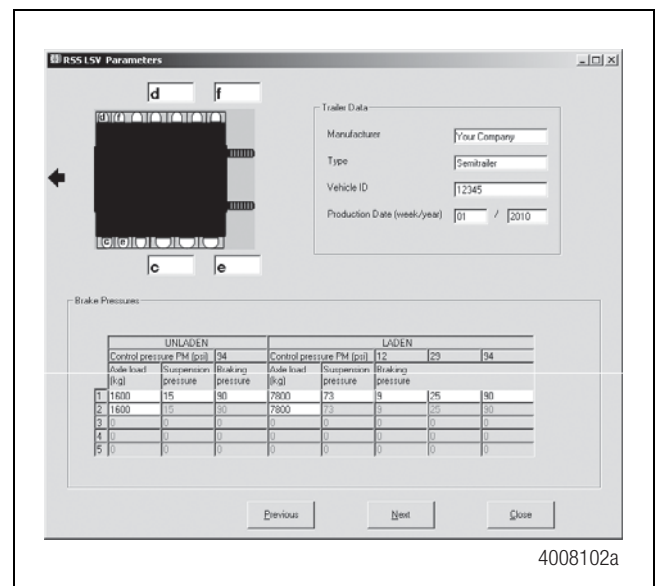 RSS LSV Parameters
d f
d f
c e
c e
Trailer Data
Manufacturer Your Company
Type Semitrailer
Vehicle ID 12345
Production Date (week/year) 01 / 2010
Brake Pressures
UNLADEN LADEN
Control pressure PM (psi) 94 Control pressure PM (psi) 12 29 94
Axle load (kg) Suspension pressure Braking pressure Axle load (kg) Suspension pressure Braking pressure
1 1600 15 90 7800 73 9 25 90
2 1600 15 90 7800 73 9 25 90
3 0 0 0 0 0 0 0 0
4 0 0 0 0 0 0 0 0
5 0 0 0 0 0 0 0 0
Previous Next Close
4008102a